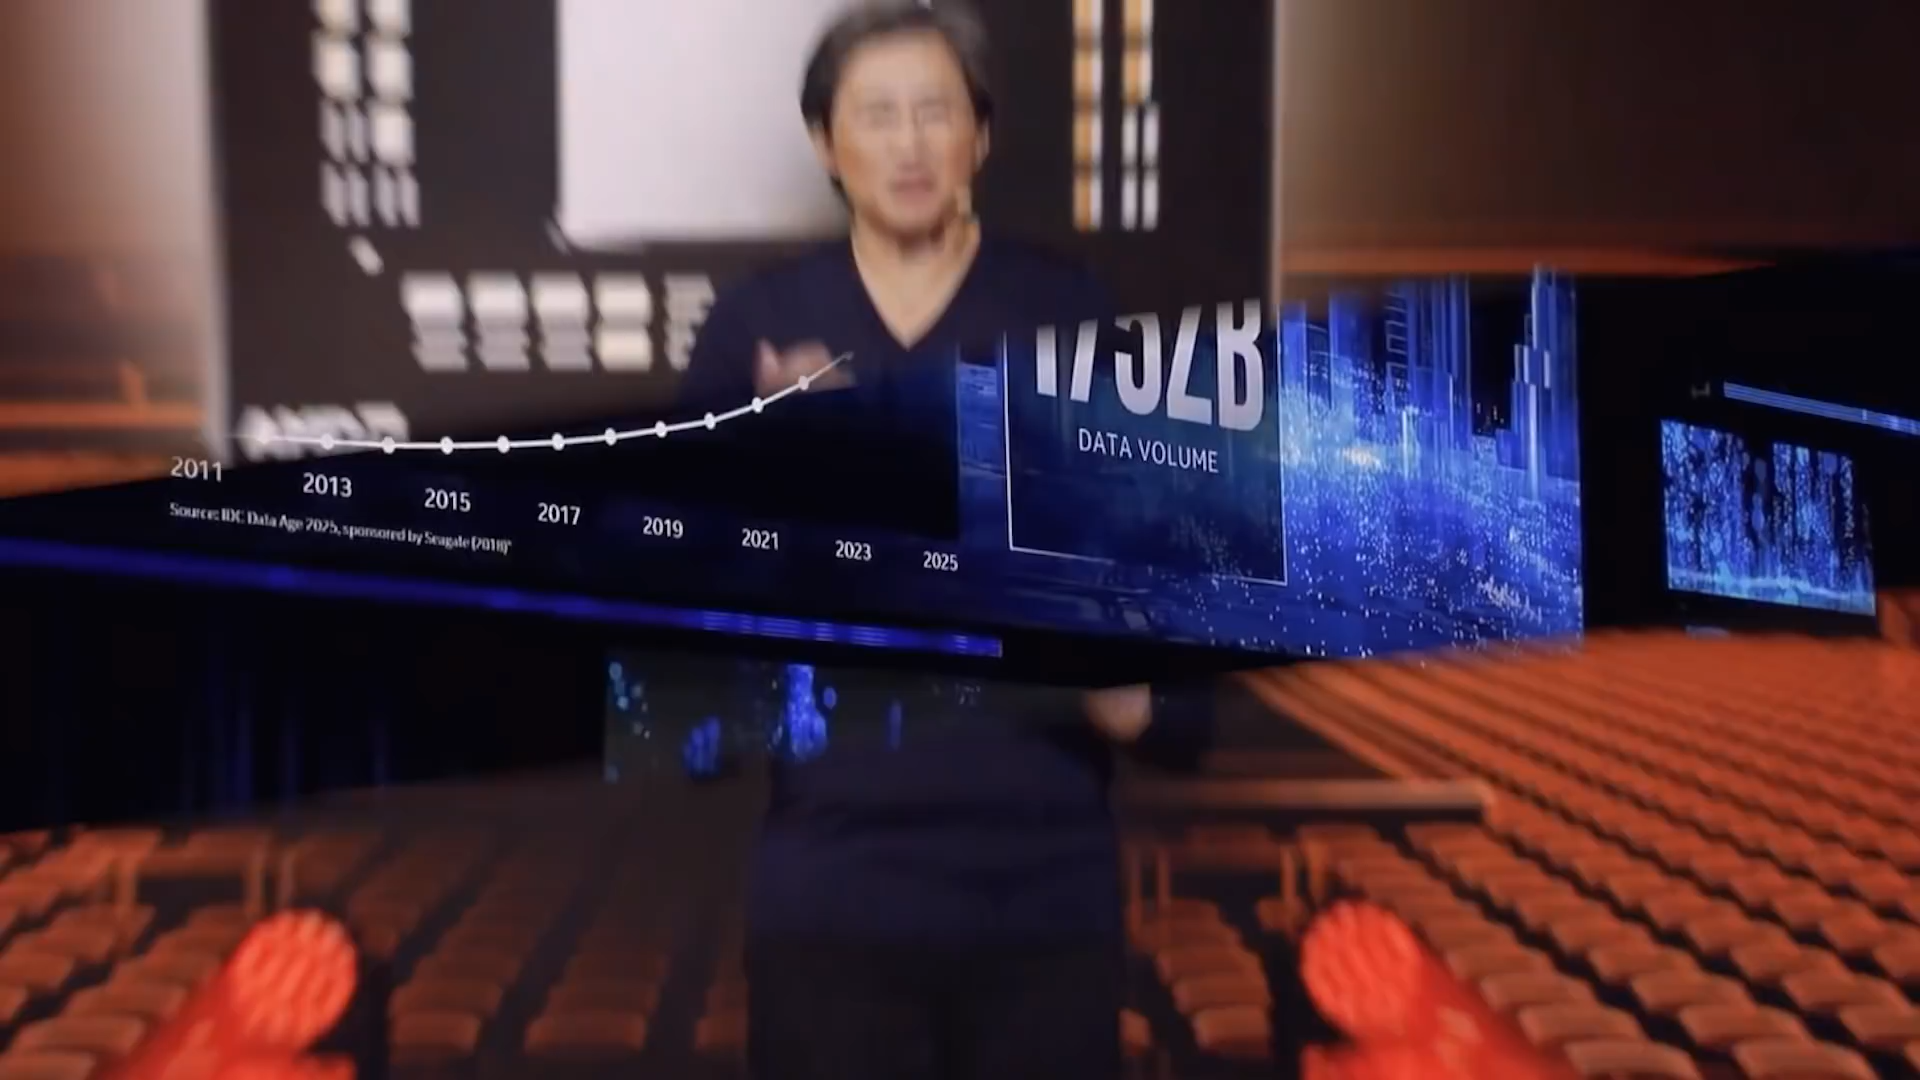 175ZB
DATA VOLUME
AMD
2011
2013
2015
2017
2019
2021
2023
2025
Source: IDC Data Age 2025, sponsored by Seagate (2018)*